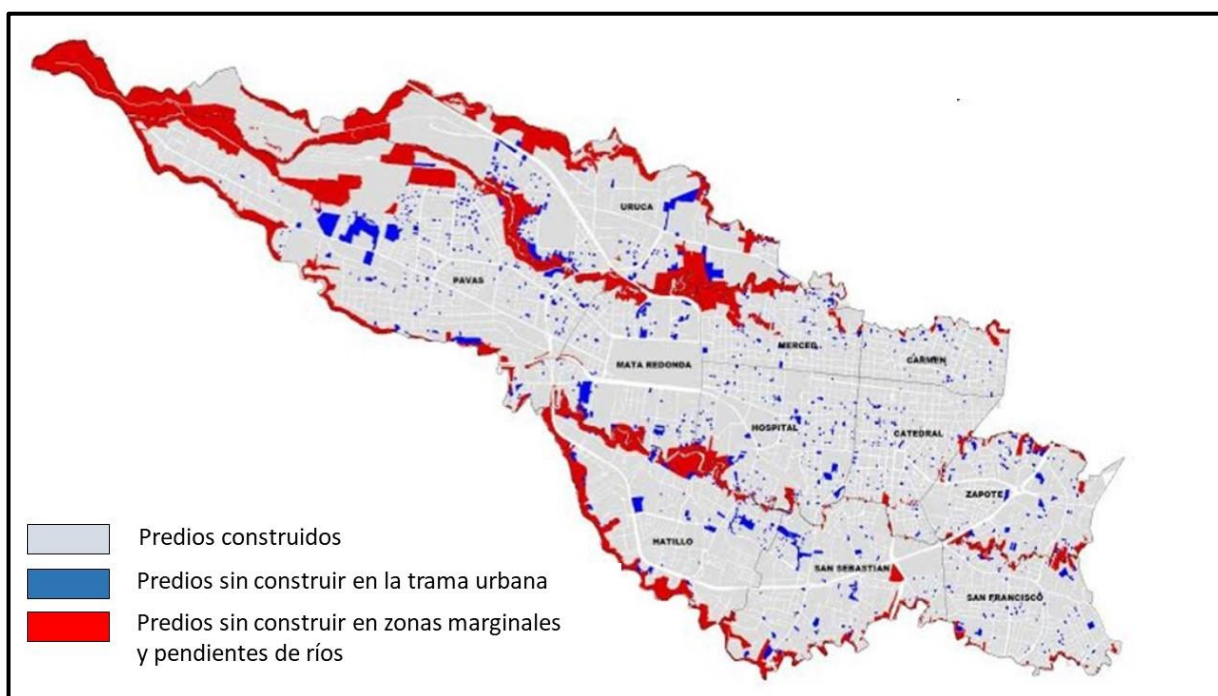 URUCA
PAVAS
MERCED
CARMEN
MATA REDONDA
HOSPITAL
CATEDRAL
ZAPOTE
HATILLO
SAN SEBASTIAN
SAN FRANCISCO
Predios construidos
Predios sin construir en la trama urbana
Predios sin construir en zonas marginales
y pendientes de ríos